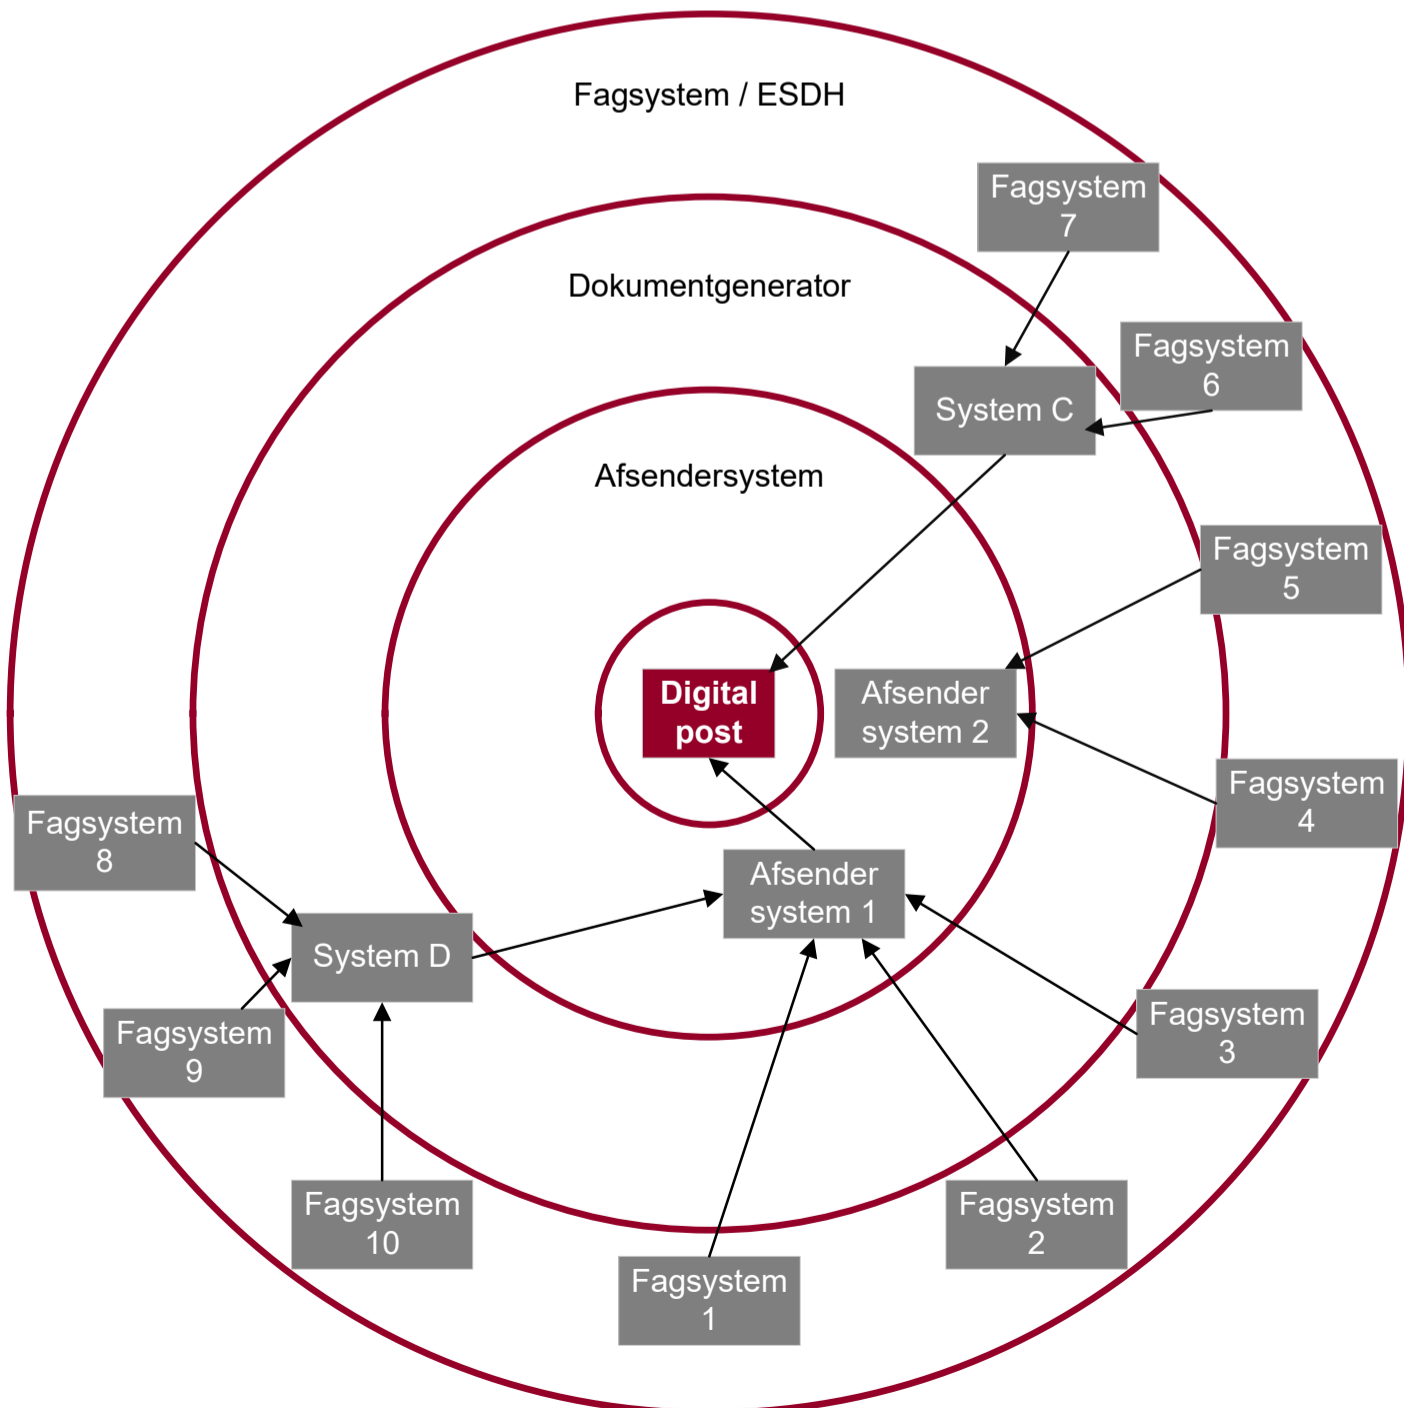 Fagsystem / ESDH
Fagsystem
7
Dokumentgenerator
Fagsystem
6
System C
Afsendersystem
Fagsystem
5
Digital
post
Afsender
system 2
Fagsystem
4
Fagsystem
8
Afsender
system 1
System D
Fagsystem
3
Fagsystem
9
Fagsystem
10
Fagsystem
2
Fagsystem
1